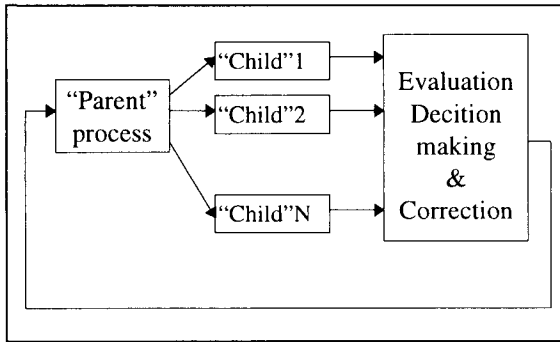 “Parent”
process
“Child”1
“Child”2
“Child”N
Evaluation
Decition
making
&
Correction